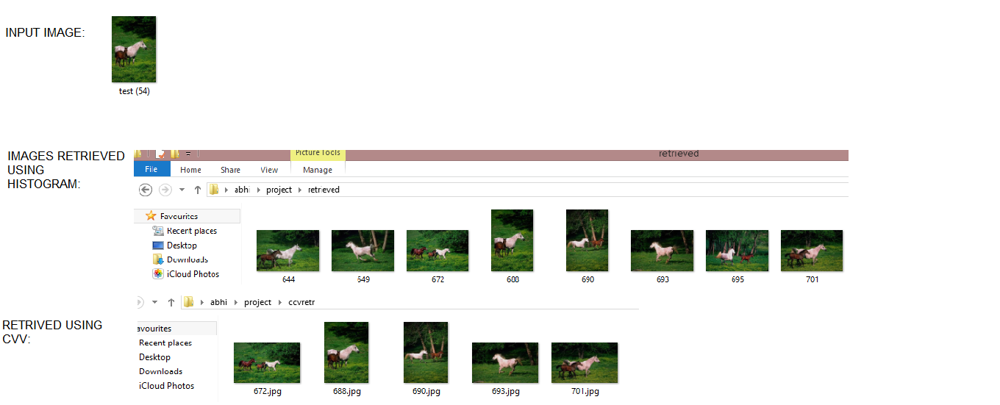 INPUT IMAGE:
test (54)
IMAGES RETRIEVED
USING
HISTOGRAM:
Picture Tools
retrieved
File Home Share View Manage
abhi project retrieved
Favourites
Recent places
Desktop
Downloads
iCloud Photos
644 549 672 688 690 693 695 701
abhi project ccvretr
RETRIVED USING
CVV:
avourites
Recent places
Desktop
Downloads
iCloud Photos
672.jpg 688.jpg 690.jpg 693.jpg 701.jpg